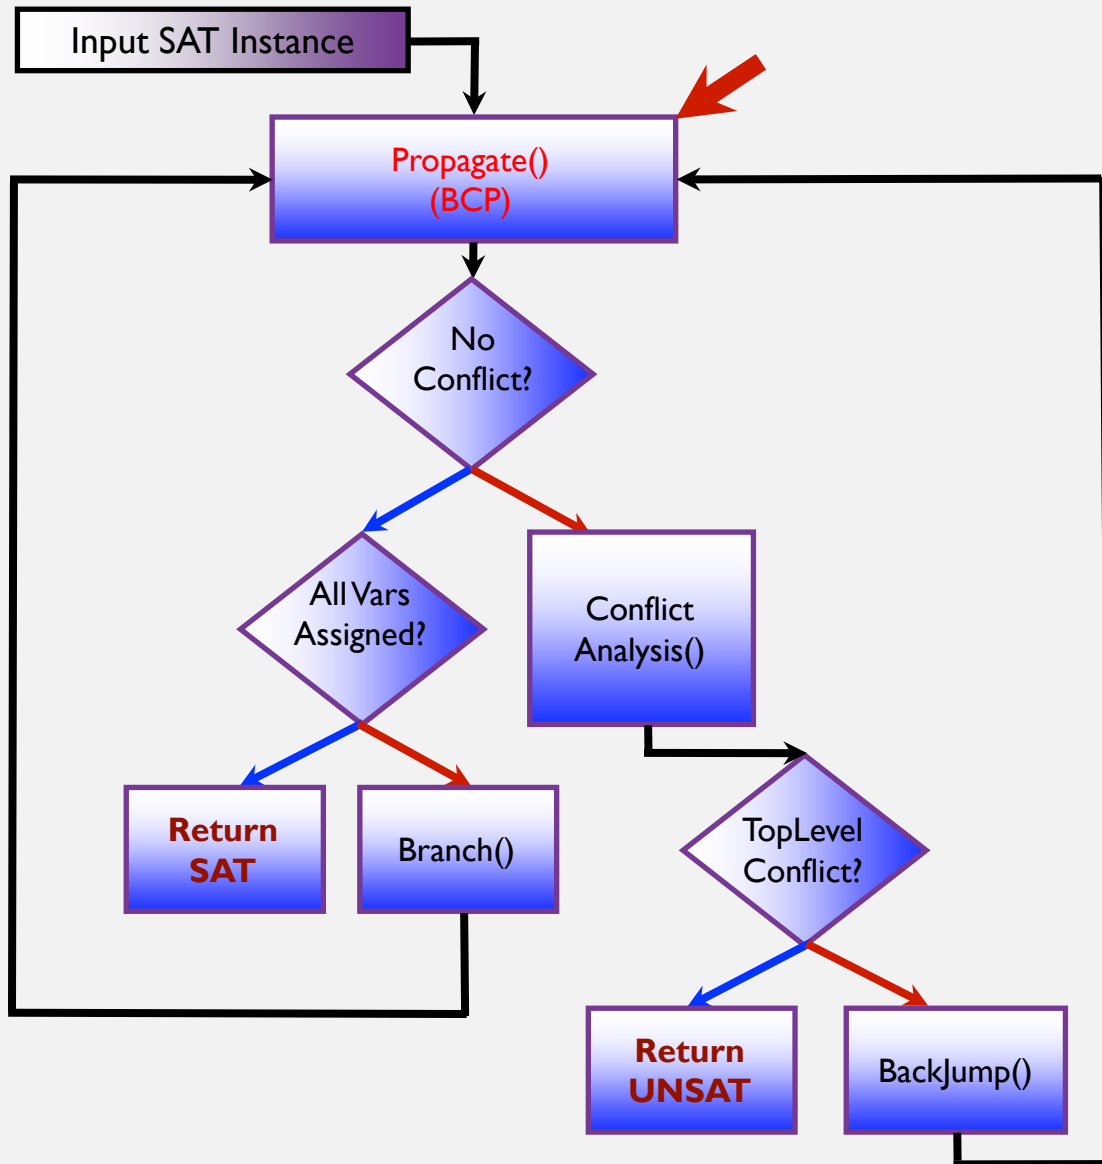 Input SAT Instance
Propagate()
(BCP)
No
Conflict?
All Vars
Assigned?
Conflict
Analysis()
Return
SAT
Branch()
TopLevel
Conflict?
Return
UNSAT
BackJump()